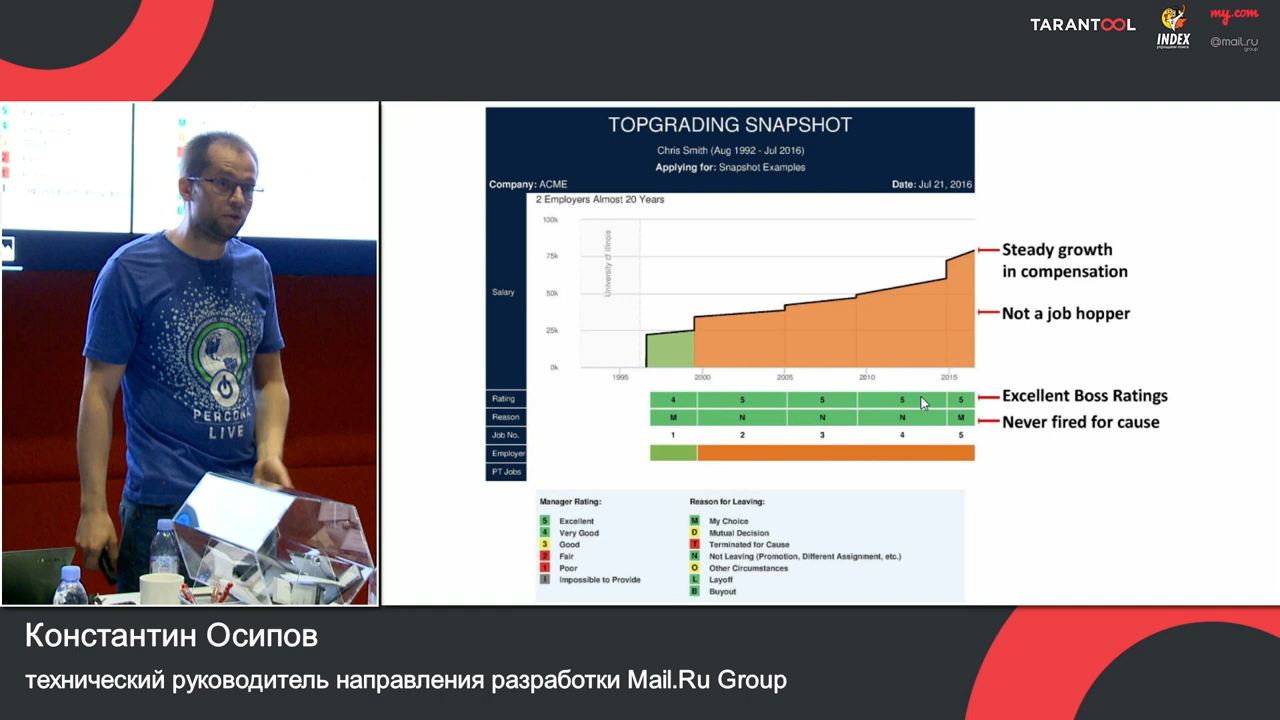 TARANTOOL
INDEX
упрощаем поиск
my.com
@mail.ru
group
PERCONA
LIVE
TOPGRADING SNAPSHOT
Chris Smith (Aug 1992 - Jul 2016)
Applying for: Snapshot Examples
Company: ACME
Date: Jul 21, 2016
2 Employers Almost 20 Years
100k
75k
50k
25k
0k
Salary
University of Illinois
1995 2000 2005 2010 2015
Steady growth
in compensation
Not a job hopper
Rating 4 5 5 5 5
Excellent Boss Ratings
Reason M N N N M
Never fired for cause
Job No. 1 2 3 4 5
Employer
PT Jobs
Manager Rating:
5 Excellent
4 Very Good
3 Good
2 Fair
1 Poor
I Impossible to Provide
Reason for Leaving:
M My Choice
D Mutual Decision
T Terminated for Cause
N Not Leaving (Promotion, Different Assignment, etc.)
O Other Circumstances
L Layoff
B Buyout
Константин Осипов
технический руководитель направления разработки Mail.Ru Group